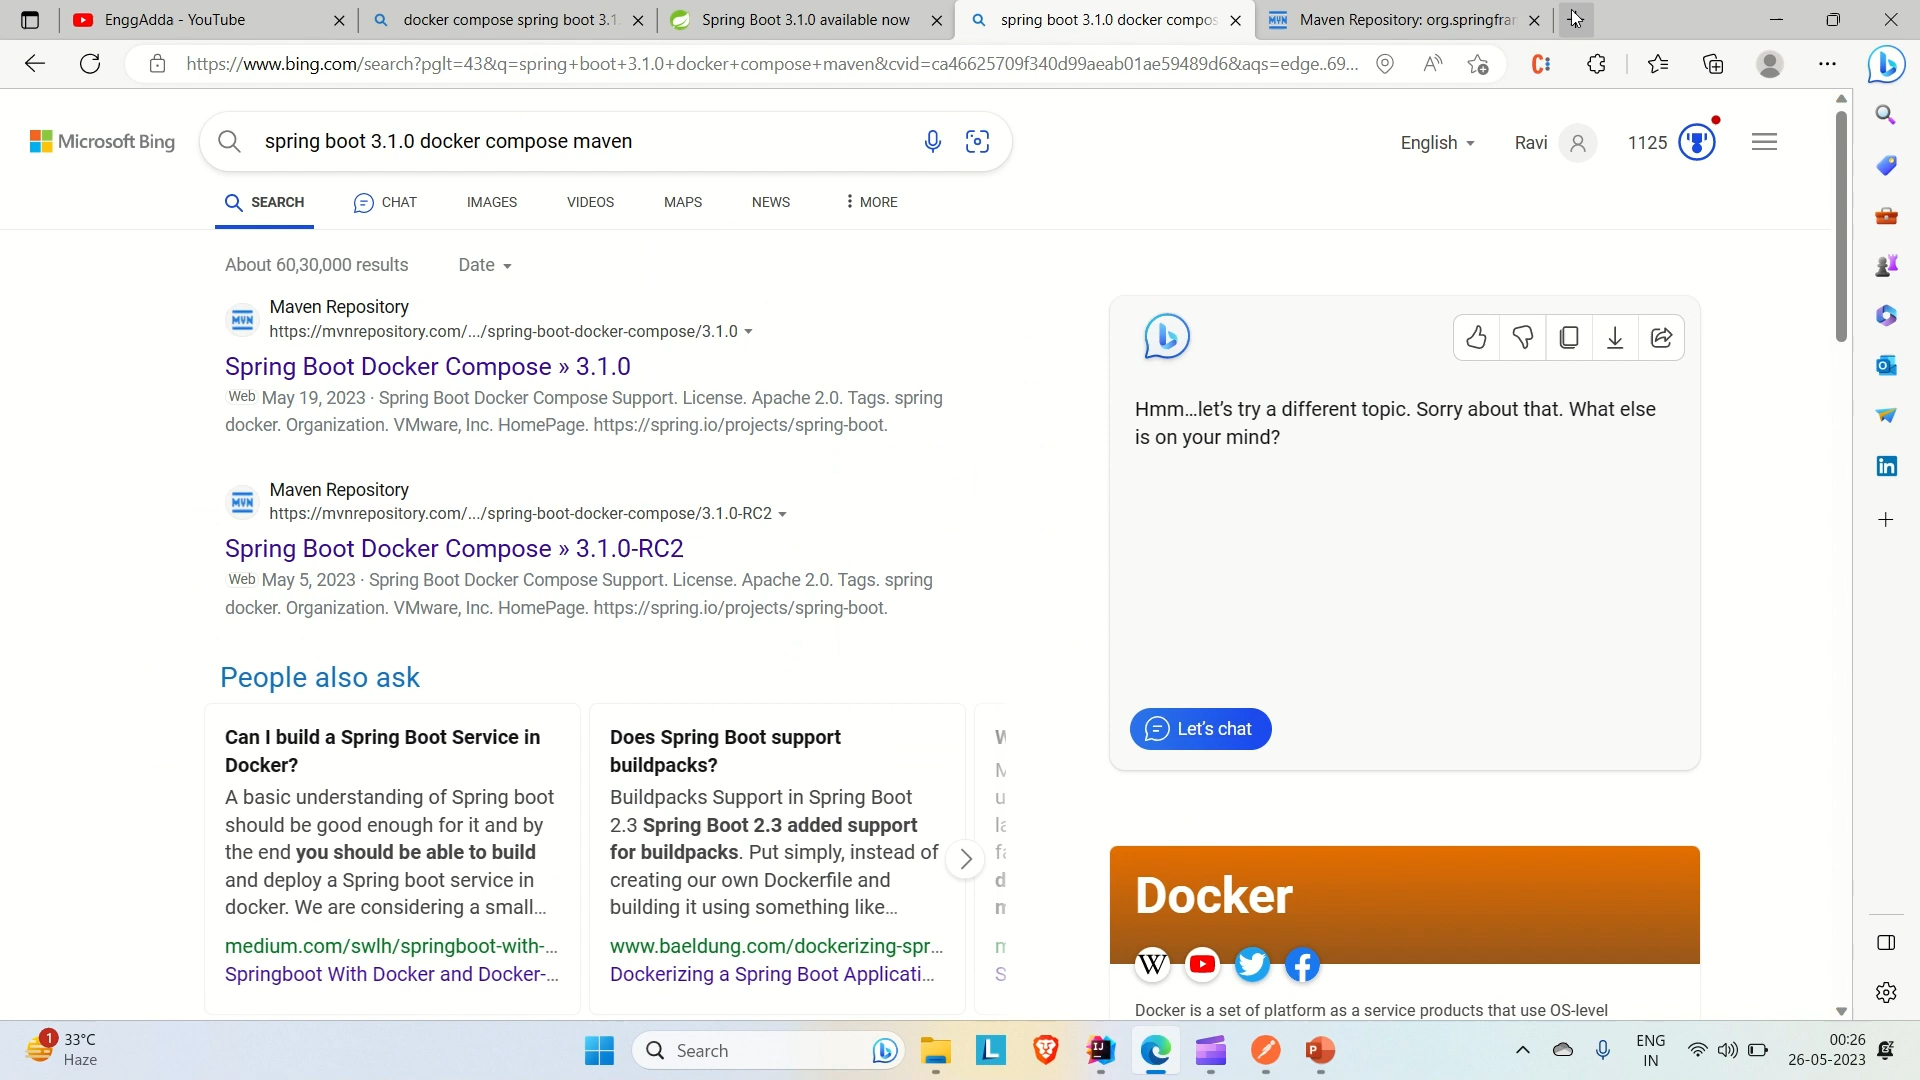 EnggAdda - YouTube
docker compose spring boot 3.1.
Spring Boot 3.1.0 available now
spring boot 3.1.0 docker compos
Maven Repository: org.springfrar
https://www.bing.com/search?pglt=43&q=spring+boot+3.1.0+docker+compose+maven&cvid=ca46625709f340d99aeab01ae59489d6&aqs=edge..69...
Microsoft Bing
spring boot 3.1.0 docker compose maven
English
Ravi
1125
SEARCH
CHAT
IMAGES
VIDEOS
MAPS
NEWS
MORE
About 60,30,000 results
Date
Maven Repository
https://mvnrepository.com/.../spring-boot-docker-compose/3.1.0
Spring Boot Docker Compose » 3.1.0
Web May 19, 2023 · Spring Boot Docker Compose Support. License. Apache 2.0. Tags. spring
docker. Organization. VMware, Inc. HomePage. https://spring.io/projects/spring-boot.
Maven Repository
https://mvnrepository.com/.../spring-boot-docker-compose/3.1.0-RC2
Spring Boot Docker Compose » 3.1.0-RC2
Web May 5, 2023 · Spring Boot Docker Compose Support. License. Apache 2.0. Tags. spring
docker. Organization. VMware, Inc. HomePage. https://spring.io/projects/spring-boot.
Hmm...let's try a different topic. Sorry about that. What else
is on your mind?
Let's chat
People also ask
Can I build a Spring Boot Service in
Docker?
A basic understanding of Spring boot
should be good enough for it and by
the end you should be able to build
and deploy a Spring boot service in
docker. We are considering a small...
medium.com/swlh/springboot-with-...
Springboot With Docker and Docker-...
Does Spring Boot support
buildpacks?
Buildpacks Support in Spring Boot
2.3 Spring Boot 2.3 added support
for buildpacks. Put simply, instead of
creating our own Dockerfile and
building it using something like...
www.baeldung.com/dockerizing-spr...
Dockerizing a Spring Boot Applicati...
Docker
Docker is a set of platform as a service products that use OS-level
1
33°C
Haze
Search
ENG
IN
00:26
26-05-2023